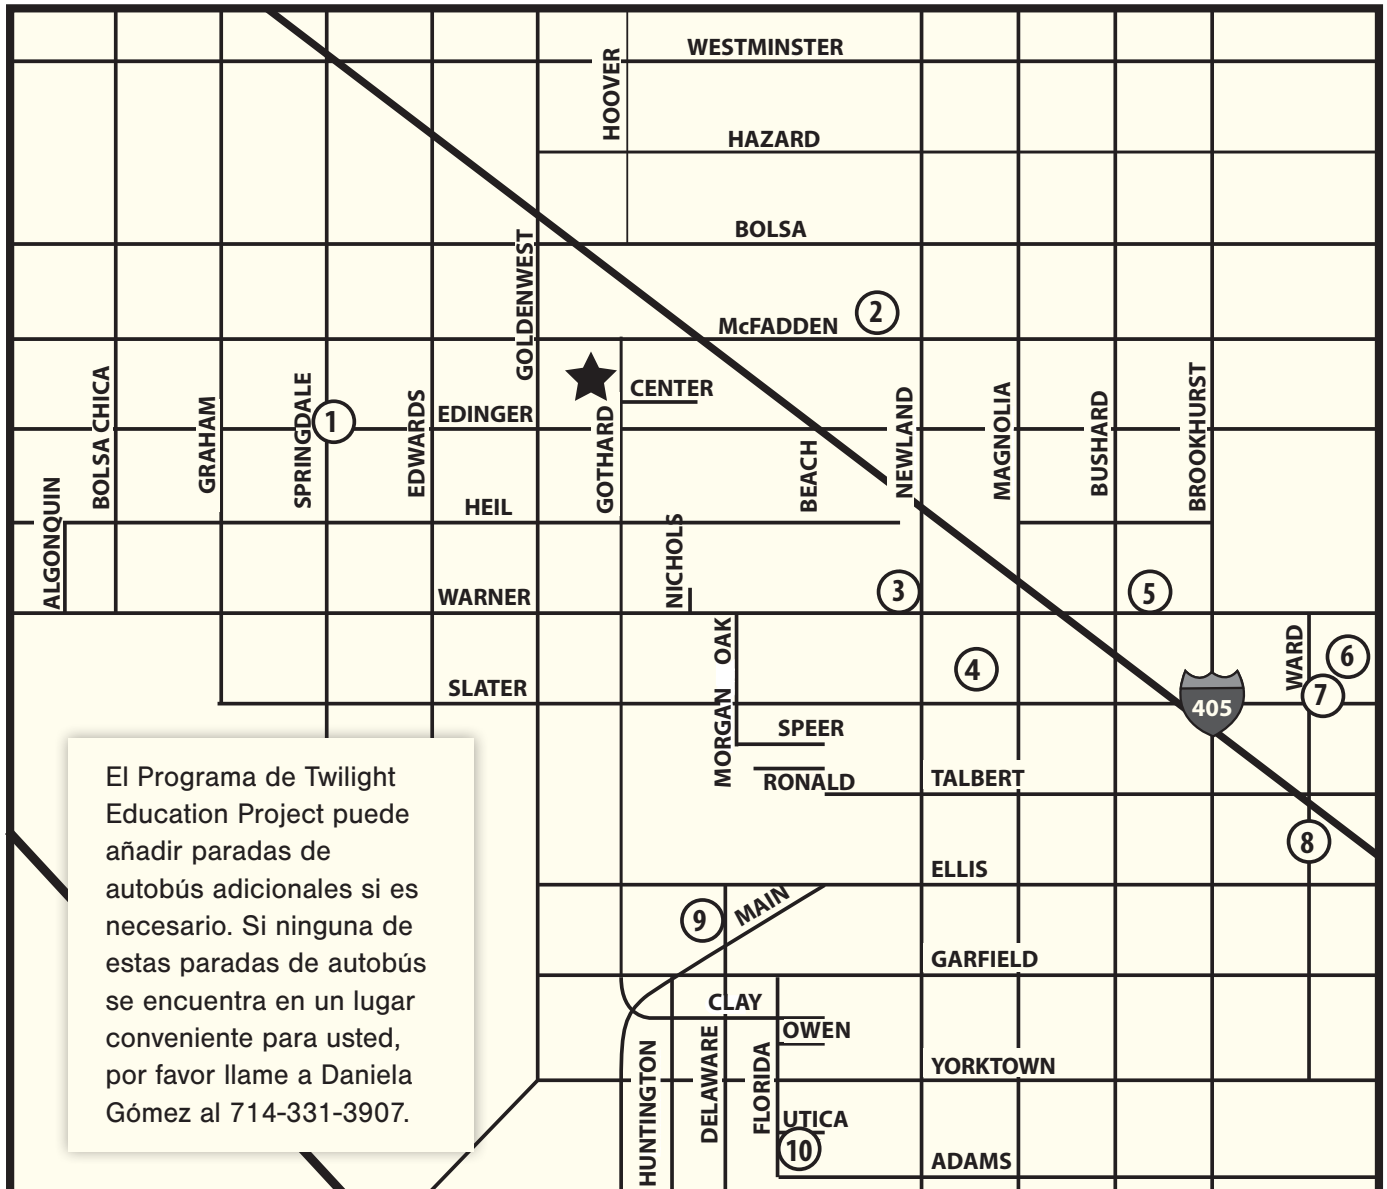 WESTMINSTER
HOOVER
HAZARD
BOLSA
GOLDENWEST
2
McFADDEN
CENTER
BOLSA CHICA
GRAHAM
SPRINGDALE
1
EDWARDS
EDINGER
GOTHARD
BEACH
NEWLAND
MAGNOLIA
BUSHARD
BROOKHURST
ALGONQUIN
HEIL
NICHOLS
WARNER
3
5
OAK
MORGAN
4
WARD
6
7
SLATER
405
SPEER
RONALD
TALBERT
8
ELLIS
9
MAIN
GARFIELD
CLAY
OWEN
HUNTINGTON
DELAWARE
FLORIDA
YORKTOWN
UTICA
10
ADAMS
El Programa de Twilight
Education Project puede
añadir paradas de
autobús adicionales si es
necesario. Si ninguna de
estas paradas de autobús
se encuentra en un lugar
conveniente para usted,
por favor llame a Daniela
Gómez al 714-331-3907.